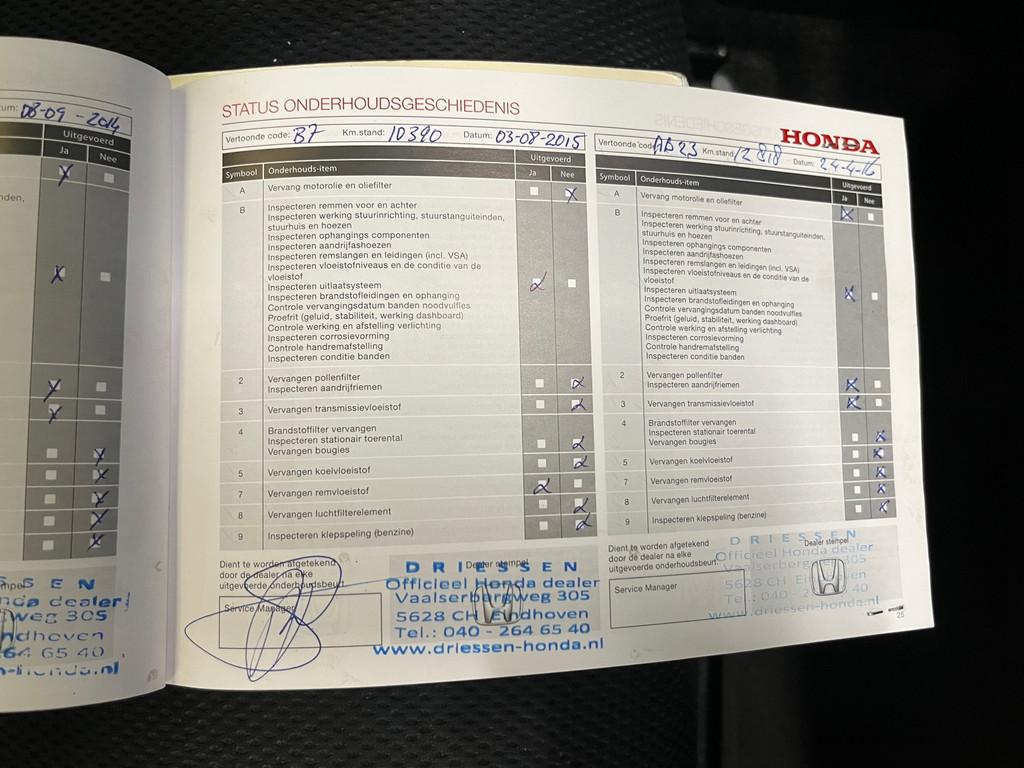 um: 08-09-2014
Uitgevoerd
Ja Nee
nden,
S E N
nda dealer!
weg 305
ndhoven
64 65 40
STATUS ONDERHOUDSGESCHIEDENIS
Vertoonde code: B7 Km.stand: 10390 Datum: 03-08-2015
Symbool Onderhouds-item Uitgevoerd
Ja Nee
A Vervang motorolie en oliefilter
B Inspecteren remmen voor en achter
Inspecteren werking stuurinrichting, stuurstanguiteinden,
stuurhuis en hoezen
Inspecteren ophangings componenten
Inspecteren aandrijfashoezen
Inspecteren remslangen en leidingen (incl. VSA)
Inspecteren vloeistofniveaus en de conditie van de
vloeistof
Inspecteren uitlaatsysteem
Inspecteren brandstofleidingen en ophanging
Controle vervangingsdatum banden noodvulfles
Proefrit (geluid, stabiliteit, werking dashboard)
Controle werking en afstelling verlichting
Inspecteren corrosievorming
Controle handremafstelling
Inspecteren conditie banden
2 Vervangen pollenfilter
Inspecteren aandrijfriemen
3 Vervangen transmissievloeistof
4 Brandstoffilter vervangen
Inspecteren stationair toerental
Vervangen bougies
5 Vervangen koelvloeistof
7 Vervangen remvloeistof
8 Vervangen luchtfilterelement
9 Inspecteren klepspeling (benzine)
Dient te worden afgetekend
door de dealer na elke
uitgevoerde onderhoudsbeurt
Service Manager
Dealer stempel
DRIESSEN
Officieel Honda dealer
Vaalserbergweg 305
5628 CH Eindhoven
Tel.: 040 - 264 65 40
www.driessen-honda.nl
HONDA
Vertoonde code: AB23 Km.stand: 12818 Datum: 24-4-16
Symbool Onderhouds-item Uitgevoerd
Ja Nee
A Vervang motorolie en oliefilter
B Inspecteren remmen voor en achter
Inspecteren werking stuurinrichting, stuurstanguiteinden,
stuurhuis en hoezen
Inspecteren ophangings componenten
Inspecteren aandrijfashoezen
Inspecteren remslangen en leidingen (incl. VSA)
Inspecteren vloeistofniveaus en de conditie van de
vloeistof
Inspecteren uitlaatsysteem
Inspecteren brandstofleidingen en ophanging
Controle vervangingsdatum banden noodvulfles
Proefrit (geluid, stabiliteit, werking dashboard)
Controle werking en afstelling verlichting
Inspecteren corrosievorming
Controle handremafstelling
Inspecteren conditie banden
2 Vervangen pollenfilter
Inspecteren aandrijfriemen
3 Vervangen transmissievloeistof
4 Brandstoffilter vervangen
Inspecteren stationair toerental
Vervangen bougies
5 Vervangen koelvloeistof
7 Vervangen remvloeistof
8 Vervangen luchtfilterelement
9 Inspecteren klepspeling (benzine)
Dient te worden afgetekend
door de dealer na elke
uitgevoerde onderhoudsbeurt
Service Manager
Dealer stempel
DRIESSEN
Officieel Honda dealer
Vaalserbergweg 305
5628 CH Eindhoven
Tel.: 040 - 264 65 40
www.driessen-honda.nl
25